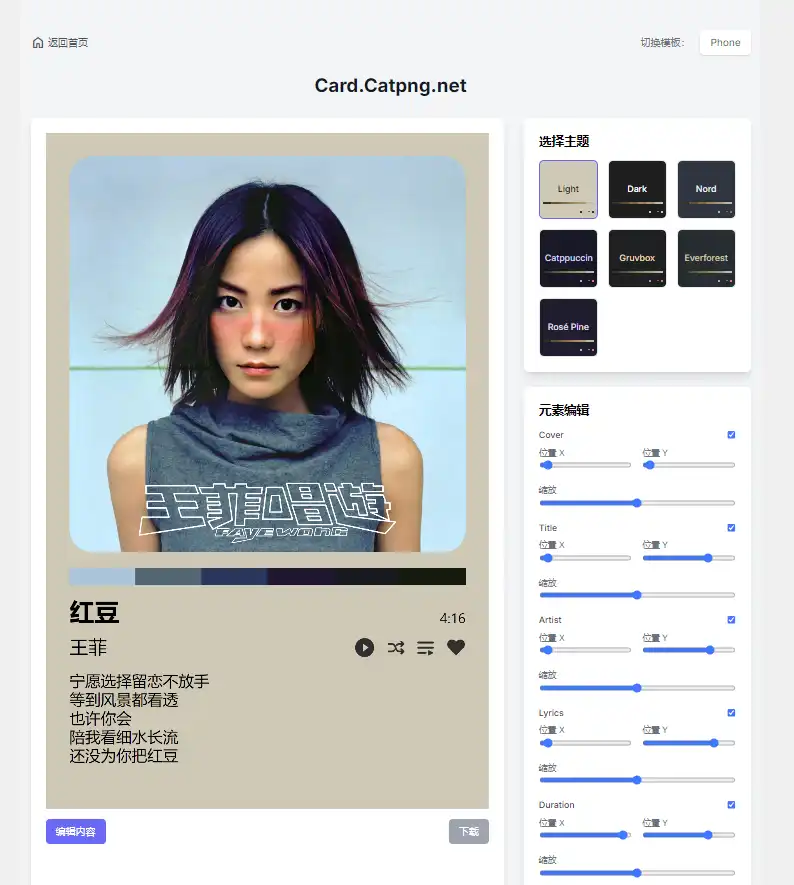 返回首页
切换模板:
Phone
Card.Catpng.net
王菲唱遊
FAYE WONG
红豆
4:16
王菲
宁愿选择留恋不放手
等到风景都看透
也许你会
陪我看细水长流
还没为你把红豆
编辑内容
下载
选择主题
Light
Dark
Nord
Catppuccin
Gruvbox
Everforest
Rosé Pine
元素编辑
Cover
位置 X
位置 Y
缩放
Title
位置 X
位置 Y
缩放
Artist
位置 X
位置 Y
缩放
Lyrics
位置 X
位置 Y
缩放
Duration
位置 X
位置 Y
缩放